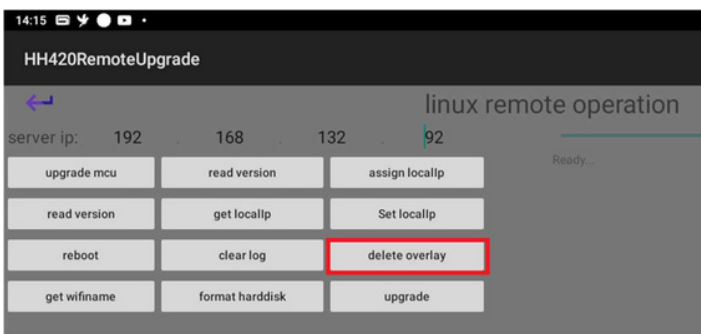 14:15
HH420RemoteUpgrade
linux remote operation
server ip: 192 . 168 . 132 . 92
Ready...
upgrade mcu read version assign localIp
read version get localIp Set localIp
reboot clear log delete overlay
get wifiname format harddisk upgrade